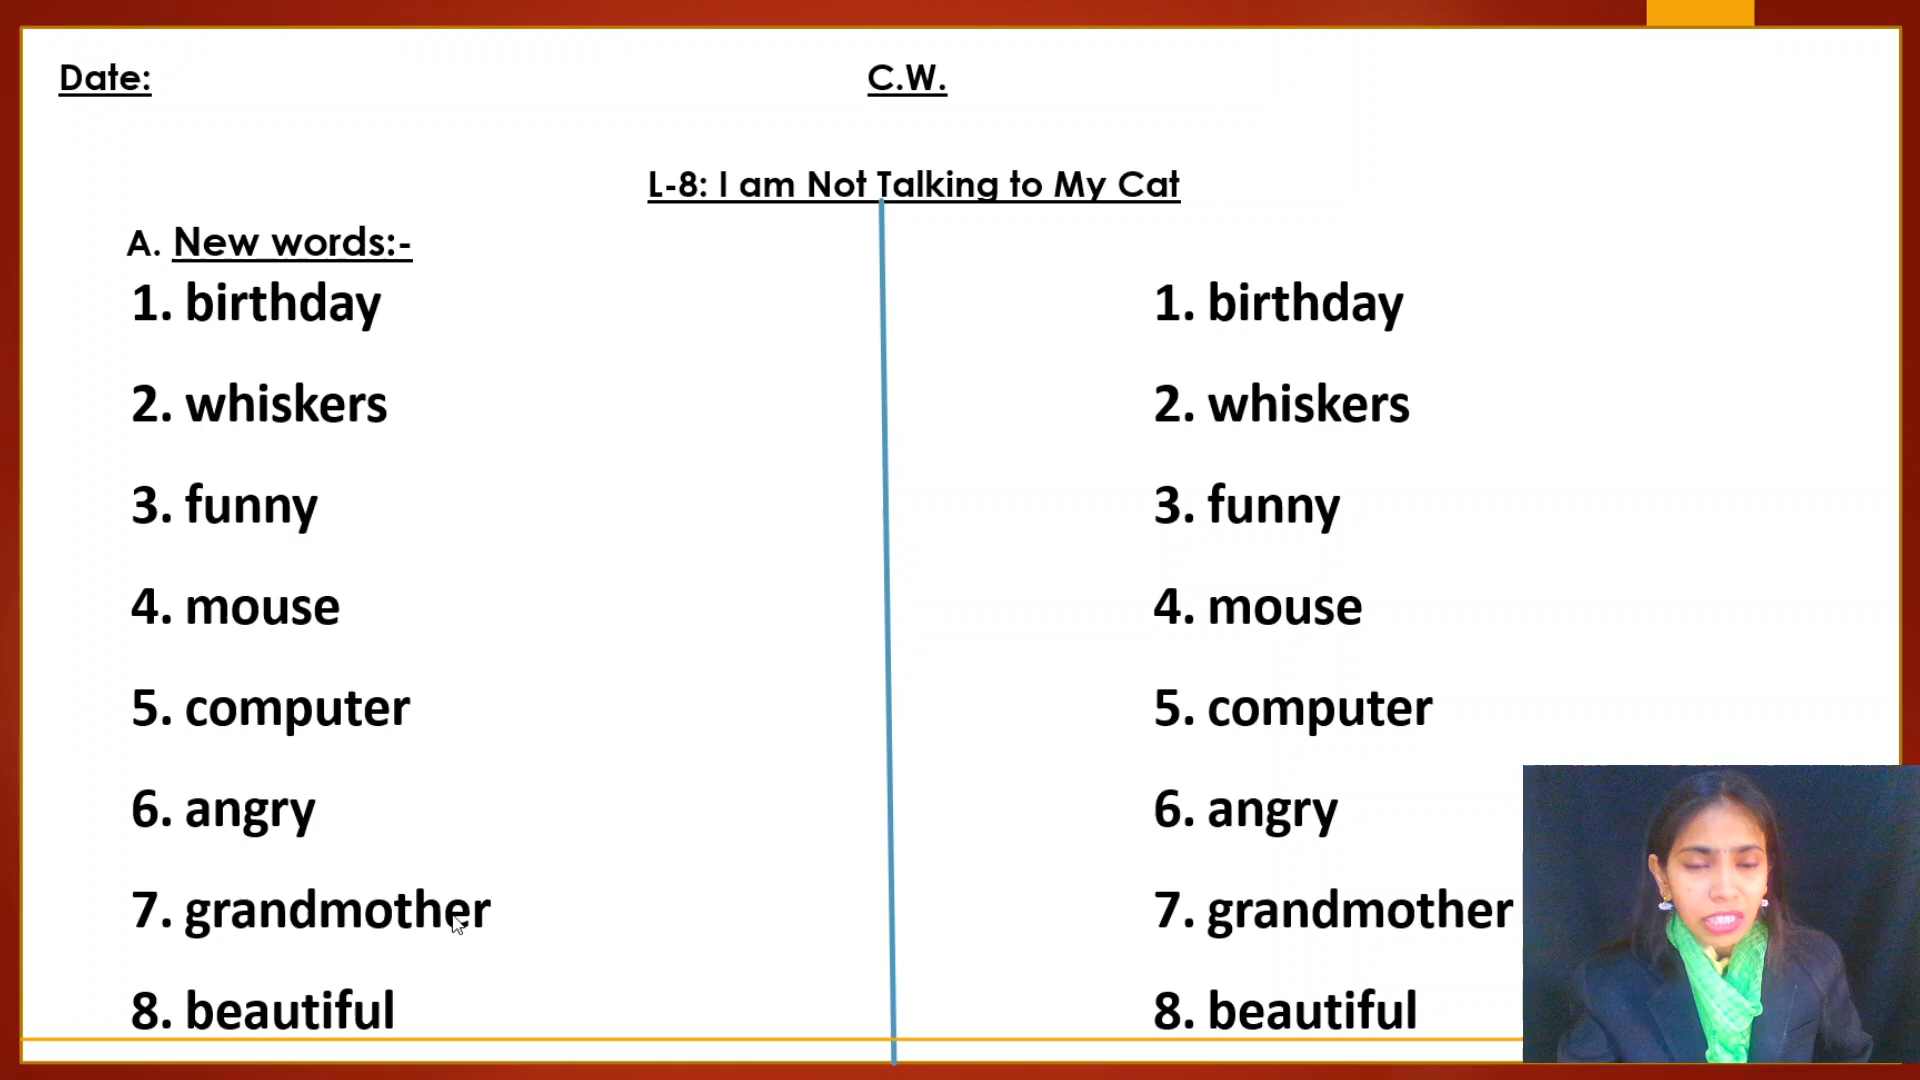 Date:
C.W.
L-8: I am Not Talking to My Cat
A. New words:-
1. birthday
2. whiskers
3. funny
4. mouse
5. computer
6. angry
7. grandmother
8. beautiful
1. birthday
2. whiskers
3. funny
4. mouse
5. computer
6. angry
7. grandmother
8. beautiful